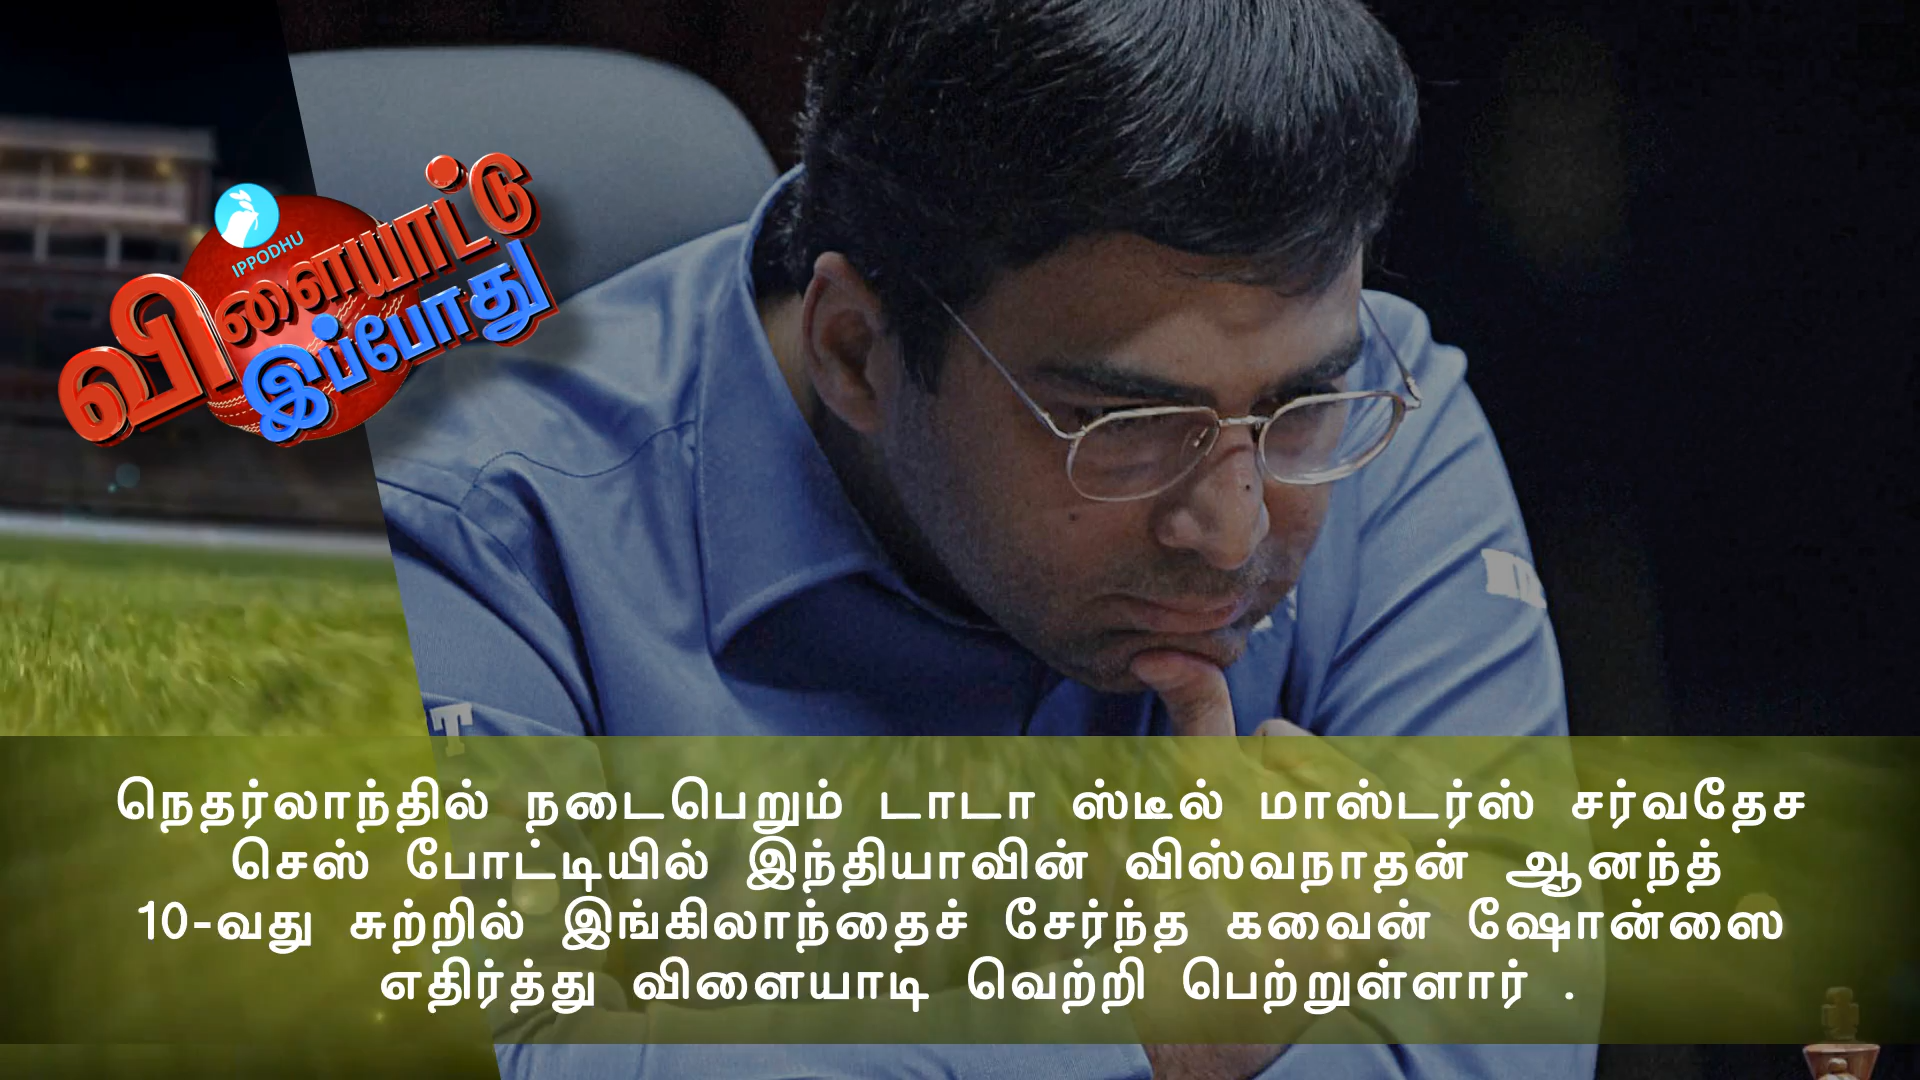 IPPODHU
விளையாட்டு
இப்போது
T
நெதர்லாந்தில் நடைபெறும் டாடா ஸ்டீல் மாஸ்டர்ஸ் சர்வதேச
செஸ் போட்டியில் இந்தியாவின் விஸ்வநாதன் ஆனந்த்
10-வது சுற்றில் இங்கிலாந்தைச் சேர்ந்த கவைன் ஷோன்ஸை
எதிர்த்து விளையாடி வெற்றி பெற்றுள்ளார் .